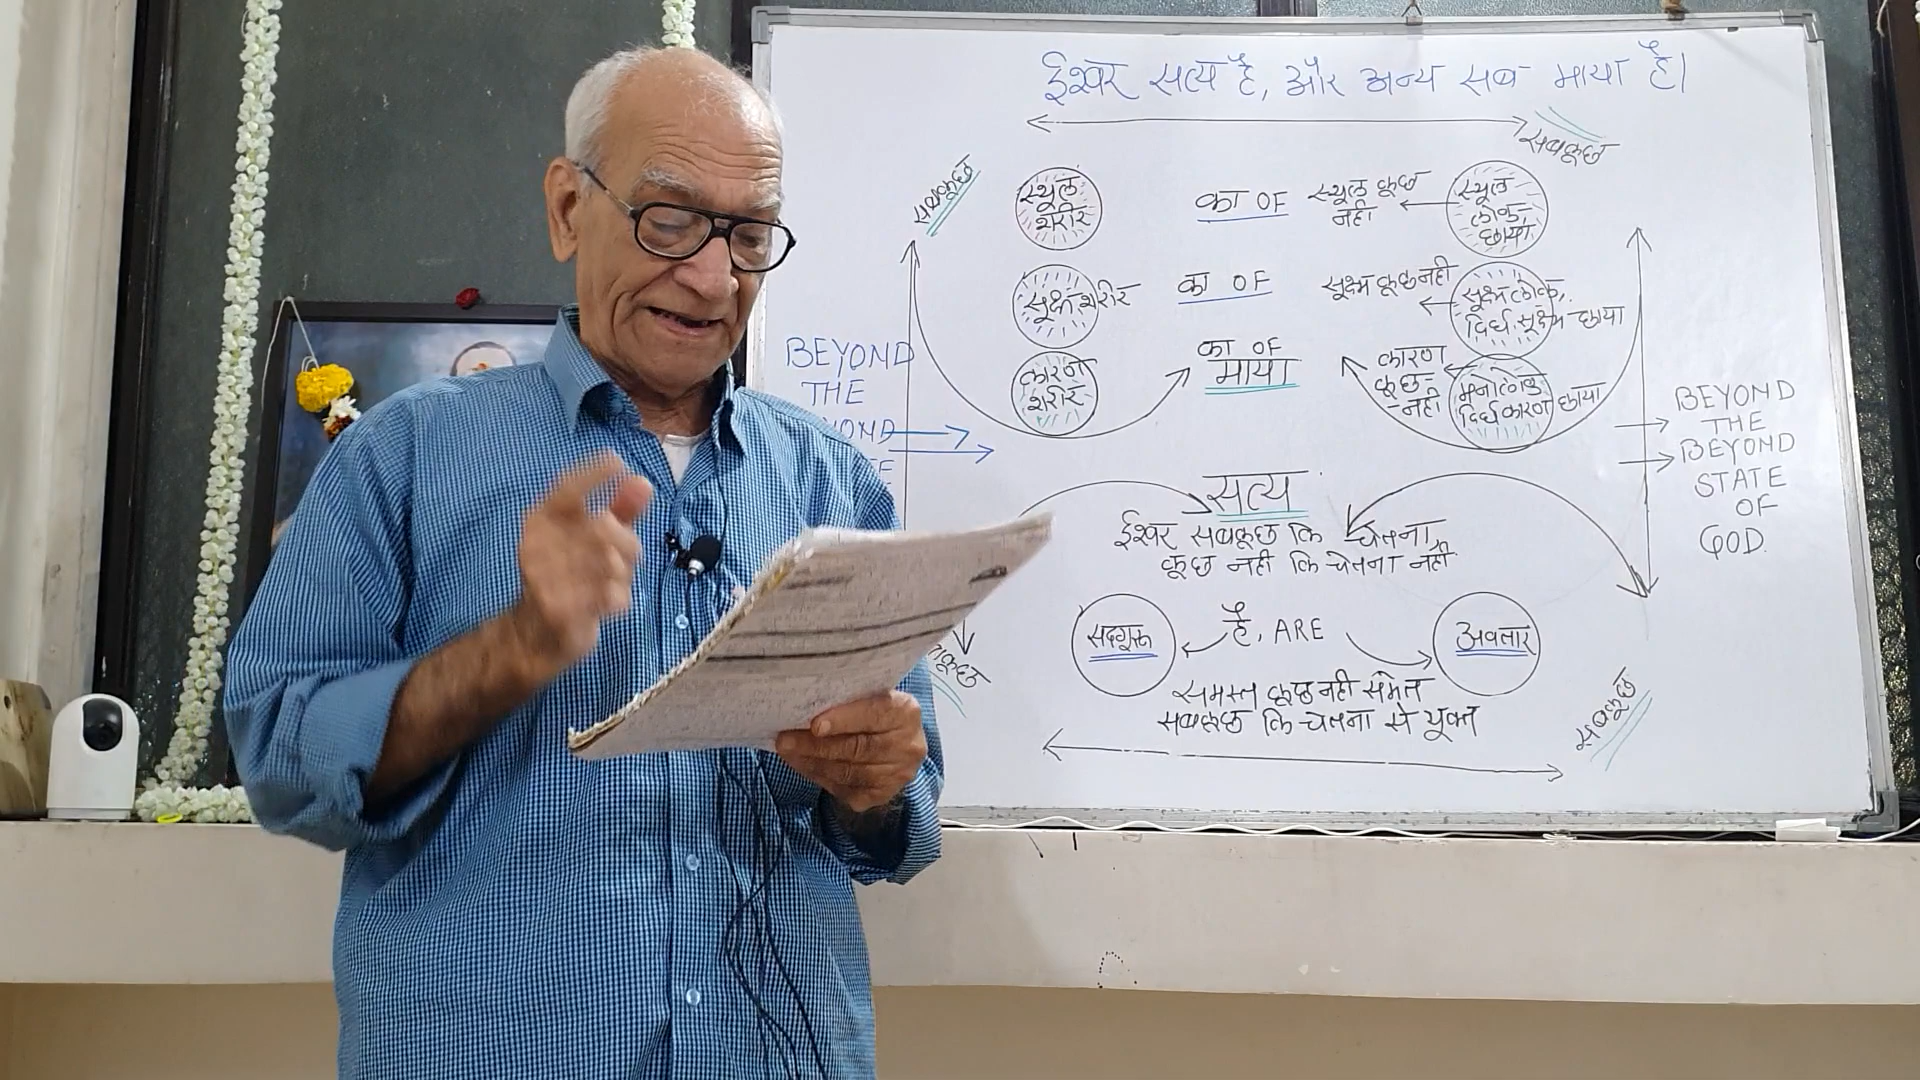 ईश्वर सत्य है, और अन्य सब माया है।
सबकुछ
सबकुछ
स्थूल
शरीर
का OF
स्थूल कूछ
नही
स्थूल
लोक,
छाया
सूक्ष्म शरीर
का OF
सूक्ष्म कूछ नही
सूक्ष्म लोक,
दिर्घ सूक्ष्म छाया
कारण
शरीर
का OF
माया
कारण
कूछ
नही
मनोलोक
दिर्घ कारण छाया
BEYOND
THE
BEYOND
THE
BEYOND
STATE
OF
GOD.
सत्य
ईश्वर सबकूछ कि चेतना,
कूछ नही कि चेतना नही
सदगुरू
है, ARE
अवतार
समस्त कूछ नही समेत
सबकूछ कि चेतना से यूक्त
सबकूछ